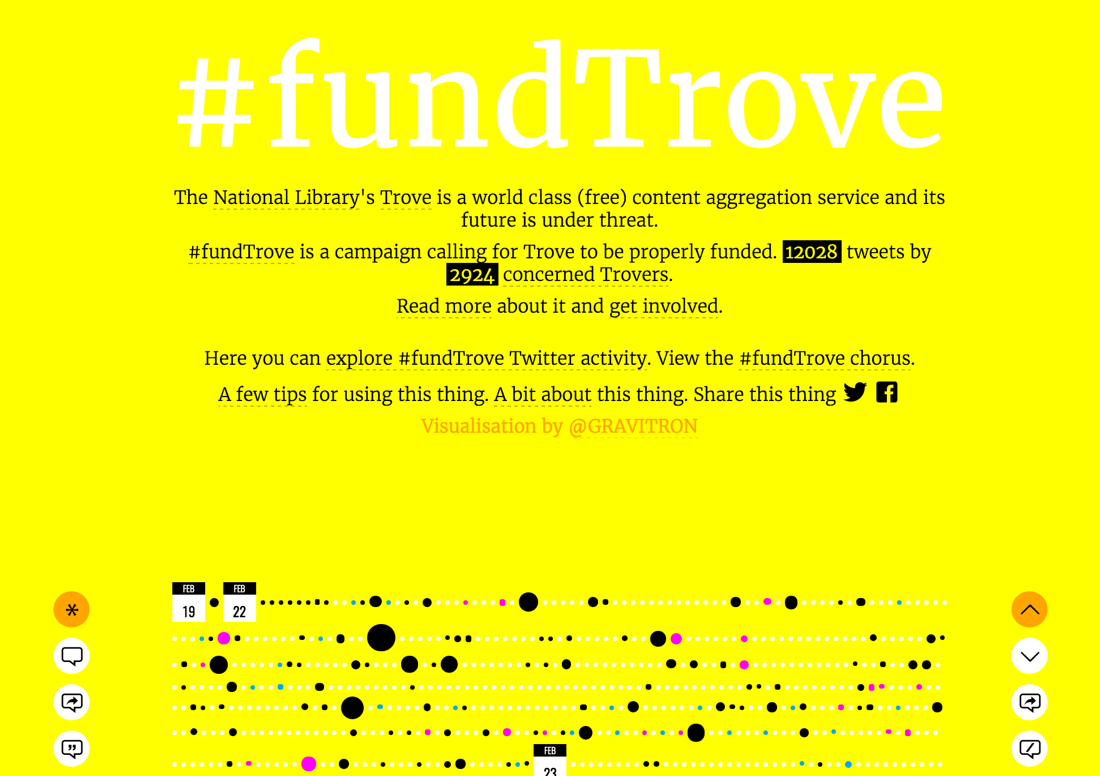 #fundTrove
The National Library's Trove is a world class (free) content aggregation service and its
future is under threat.
#fundTrove is a campaign calling for Trove to be properly funded. 12028 tweets by
2924 concerned Trovers.
Read more about it and get involved.
Here you can explore #fundTrove Twitter activity. View the #fundTrove chorus.
A few tips for using this thing. A bit about this thing. Share this thing
Visualisation by @GRAVITRON
FEB FEB
19 22
FEB
23